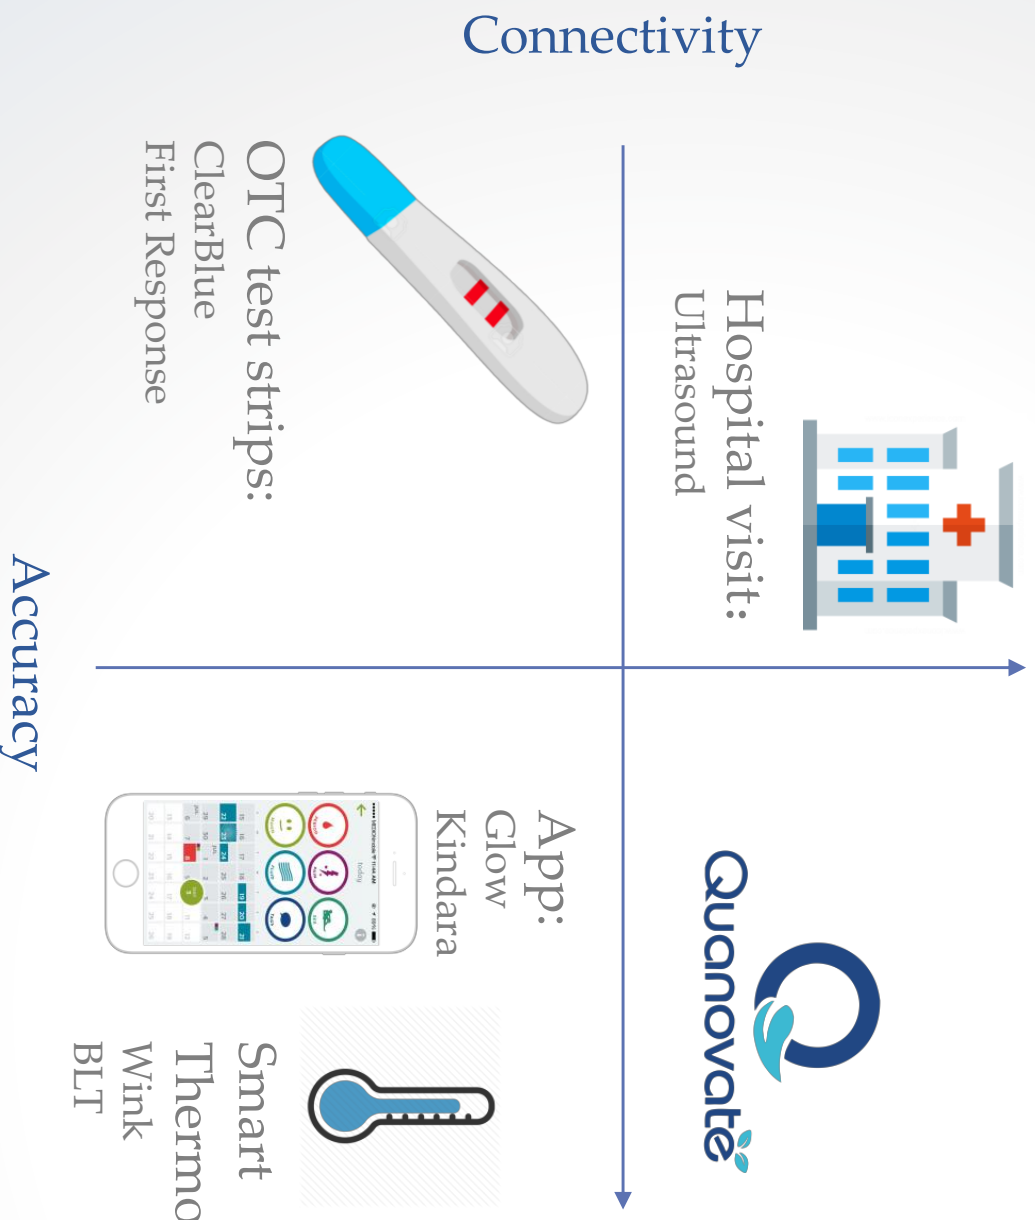 Connectivity
Hospital visit:
Ultrasound
Quanovate
OTC test strips:
ClearBlue
First Response
App:
Glow
Kindara
today
Smart
Thermo
Wink
BLT
Accuracy